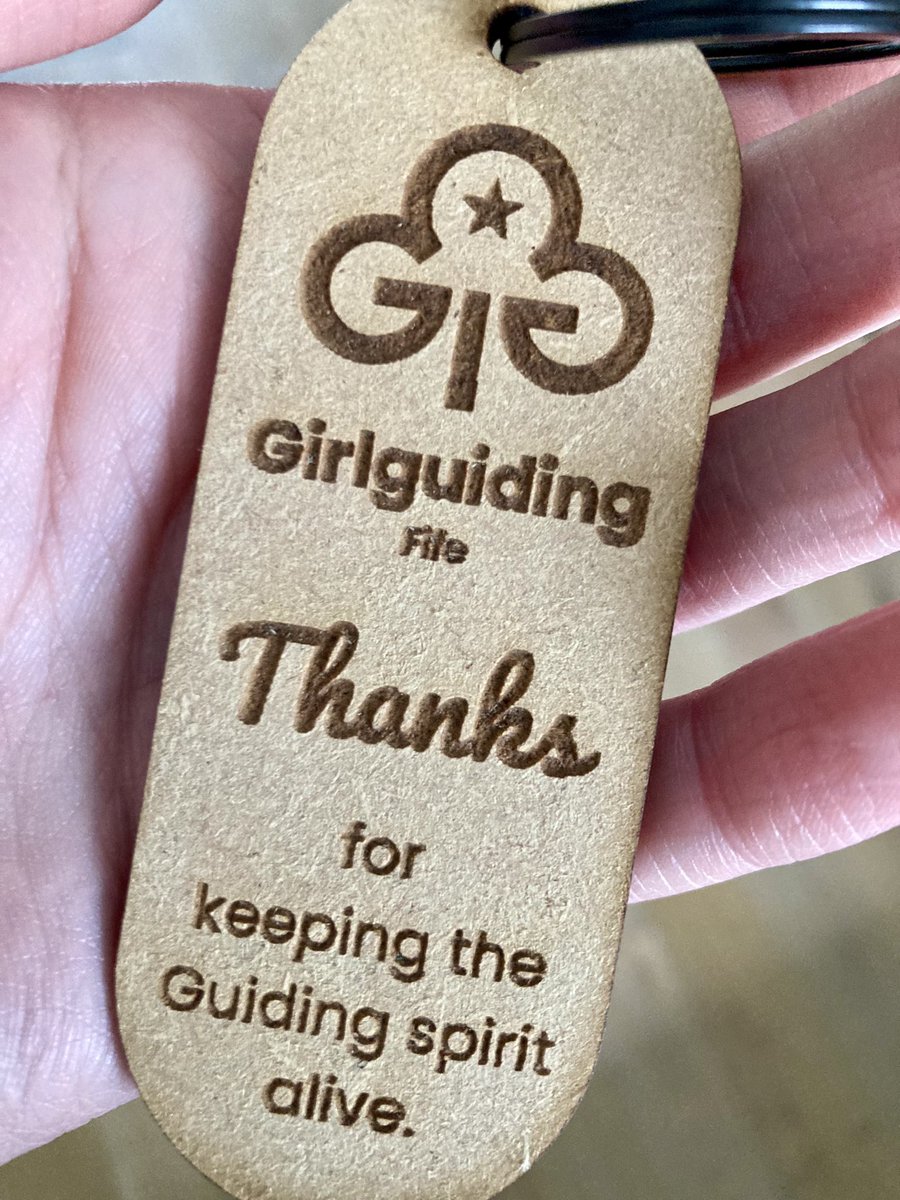 Girlguiding
Fife
Thanks
for
keeping the
Guiding spirit
alive.